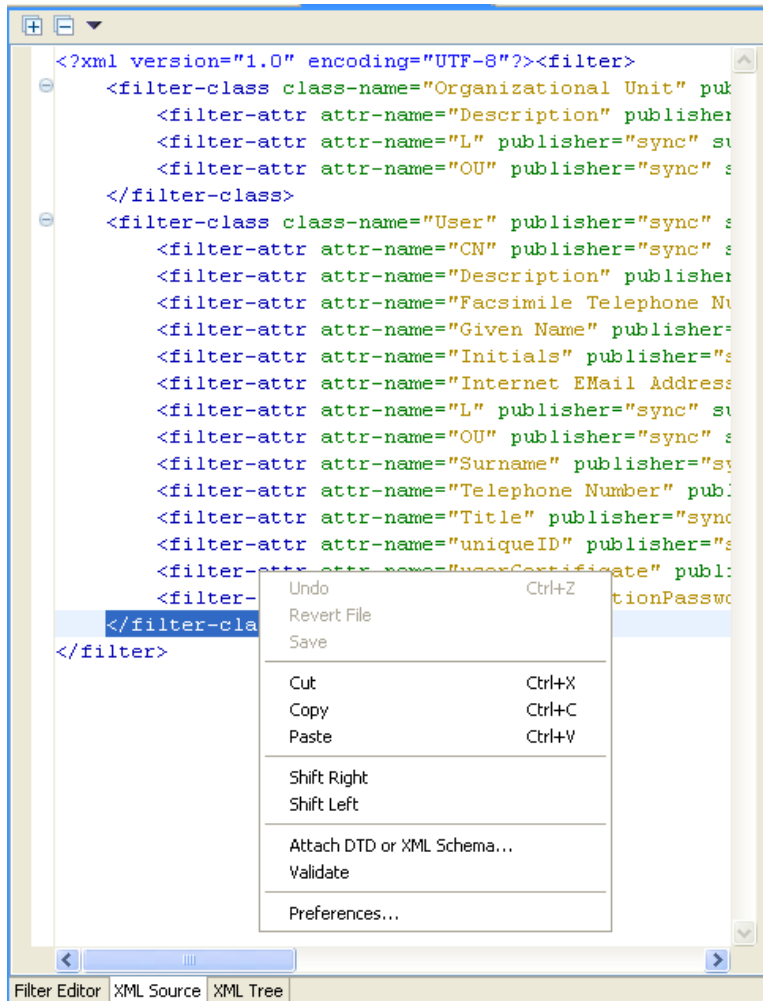 <?xml version="1.0" encoding="UTF-8"?><filter>
<filter-class class-name="Organizational Unit" pub
<filter-attr attr-name="Description" publisher
<filter-attr attr-name="L" publisher="sync" su
<filter-attr attr-name="OU" publisher="sync" s
</filter-class>
<filter-class class-name="User" publisher="sync" s
<filter-attr attr-name="CN" publisher="sync" s
<filter-attr attr-name="Description" publisher
<filter-attr attr-name="Facsimile Telephone Nu
<filter-attr attr-name="Given Name" publisher=
<filter-attr attr-name="Initials" publisher="s
<filter-attr attr-name="Internet EMail Address
<filter-attr attr-name="L" publisher="sync" su
<filter-attr attr-name="OU" publisher="sync" s
<filter-attr attr-name="Surname" publisher="sy
<filter-attr attr-name="Telephone Number" publ
<filter-attr attr-name="Title" publisher="sync
<filter-attr attr-name="uniqueID" publisher="s
<filter-attr attr-name="userCertificate" publi
<filter- tionPasswo
</filter-cla
</filter>
Undo Ctrl+Z
Revert File
Save
Cut Ctrl+X
Copy Ctrl+C
Paste Ctrl+V
Shift Right
Shift Left
Attach DTD or XML Schema...
Validate
Preferences...
Filter Editor XML Source XML Tree